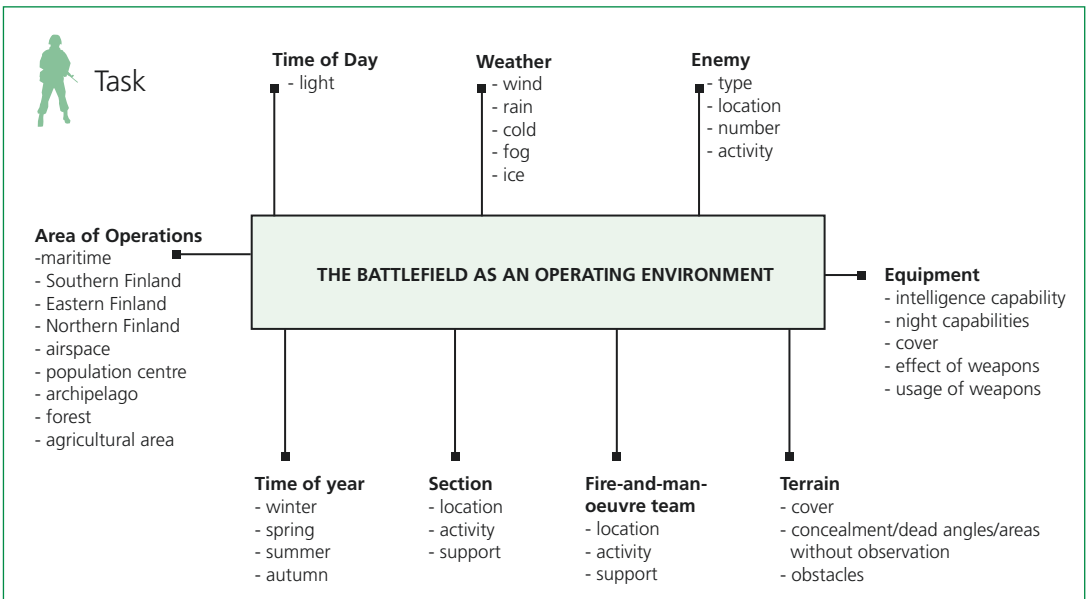 Task
Time of Day
- light
Weather
- wind
- rain
- cold
- fog
- ice
Enemy
- type
- location
- number
- activity
Area of Operations
-maritime
- Southern Finland
- Eastern Finland
- Northern Finland
- airspace
- population centre
- archipelago
- forest
- agricultural area
THE BATTLEFIELD AS AN OPERATING ENVIRONMENT
Equipment
- intelligence capability
- night capabilities
- cover
- effect of weapons
- usage of weapons
Time of year
- winter
- spring
- summer
- autumn
Section
- location
- activity
- support
Fire-and-man-
oeuvre team
- location
- activity
- support
Terrain
- cover
- concealment/dead angles/areas
without observation
- obstacles